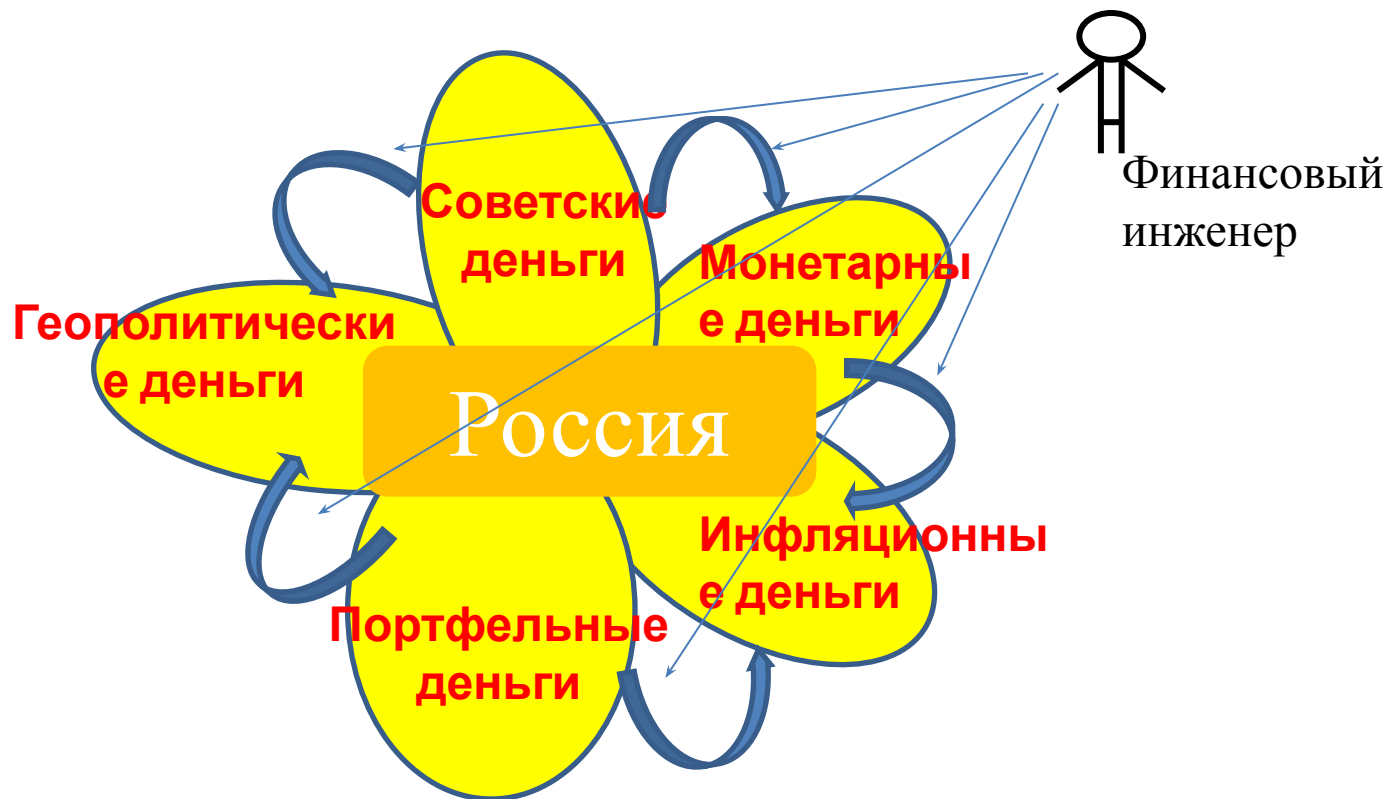 Советские
деньги
Финансовый
инженер
Монетарны
е деньги
Геополитически
е деньги
Россия
Инфляционны
е деньги
Портфельные
деньги